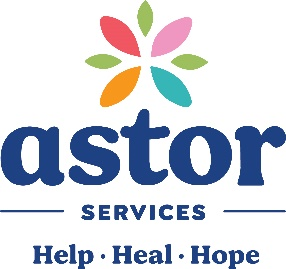 astor
SERVICES
Help · Heal · Hope